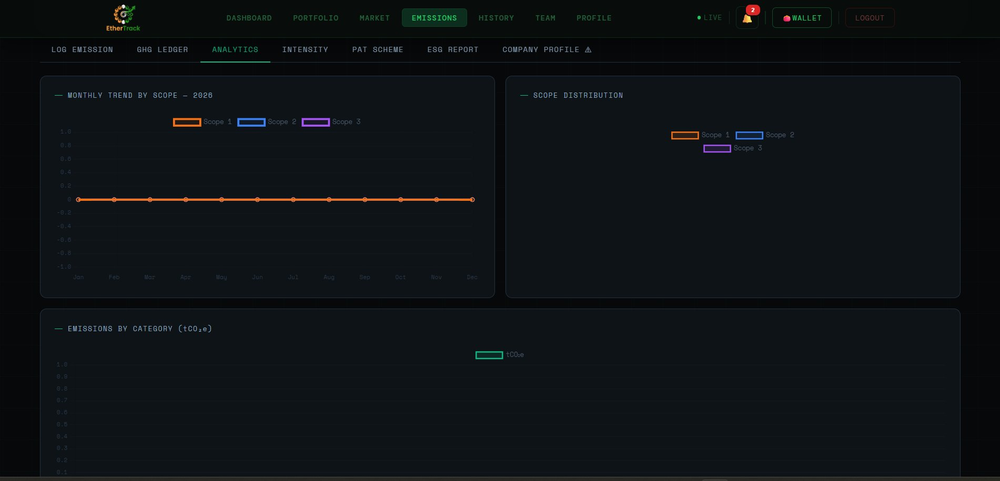 EtherTrack
DASHBOARD PORTFOLIO MARKET EMISSIONS HISTORY TEAM PROFILE
LIVE
2
WALLET
LOGOUT
LOG EMISSION GHG LEDGER ANALYTICS INTENSITY PAT SCHEME ESG REPORT COMPANY PROFILE ⚠
MONTHLY TREND BY SCOPE — 2026
Scope 1 Scope 2 Scope 3
1.0
0.8
0.6
0.4
0.2
0
-0.2
-0.4
-0.6
-0.8
-1.0
Jan Feb Mar Apr May Jun Jul Aug Sep Oct Nov Dec
SCOPE DISTRIBUTION
Scope 1 Scope 2
Scope 3
EMISSIONS BY CATEGORY (tCO₂e)
tCO₂e
1.0
0.9
0.8
0.7
0.6
0.5
0.4
0.3
0.2
0.1